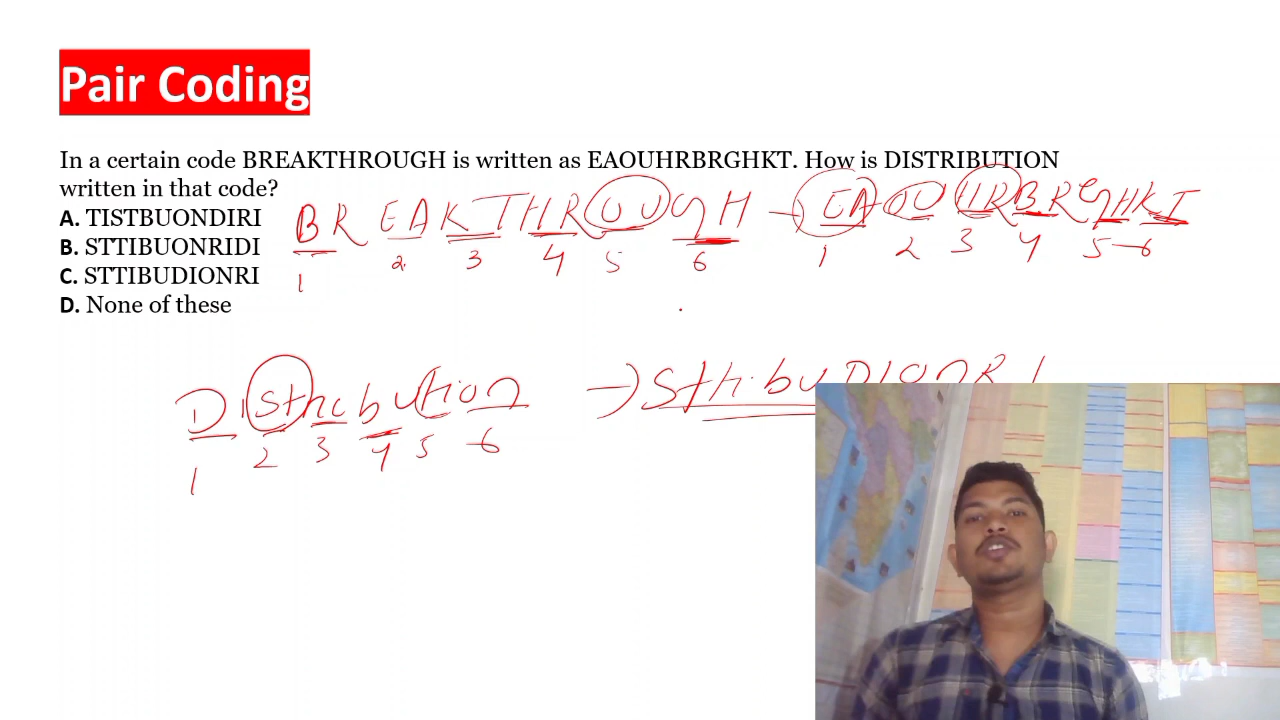 Pair Coding
In a certain code BREAKTHROUGH is written as EAOUHRBRGHKT. How is DISTRIBUTION
written in that code?
A. TISTBUONDIRI
B. STTIBUONRIDI
C. STTIBUDIONRI
D. None of these
BREAKTHROUGH → EAOUHRBRGHKT
1 2 3 4 5 6 1 2 3 4 5 6
Distribution → SttibuDIONRI
1 2 3 4 5 6